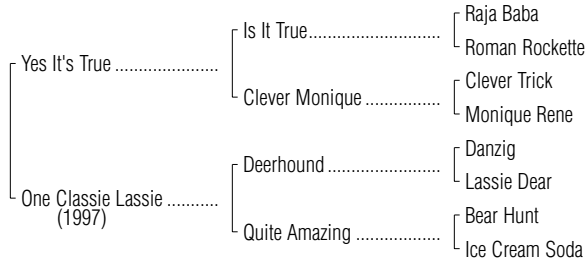 Raja Baba
Is It True
Roman Rockette
Yes It's True
Clever Trick
Clever Monique
Monique Rene
Danzig
Deerhound
Lassie Dear
One Classie Lassie
(1997)
Bear Hunt
Quite Amazing
Ice Cream Soda